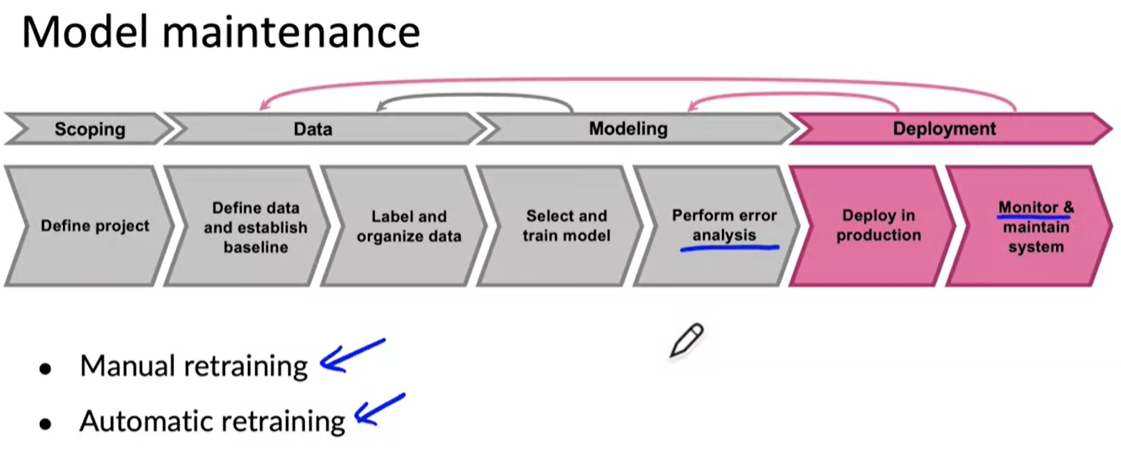 Model maintenance
Scoping
Data
Modeling
Deployment
Define project
Define data
and establish
baseline
Label and
organize data
Select and
train model
Perform error
analysis
Deploy in
production
Monitor &
maintain
system
• Manual retraining
• Automatic retraining